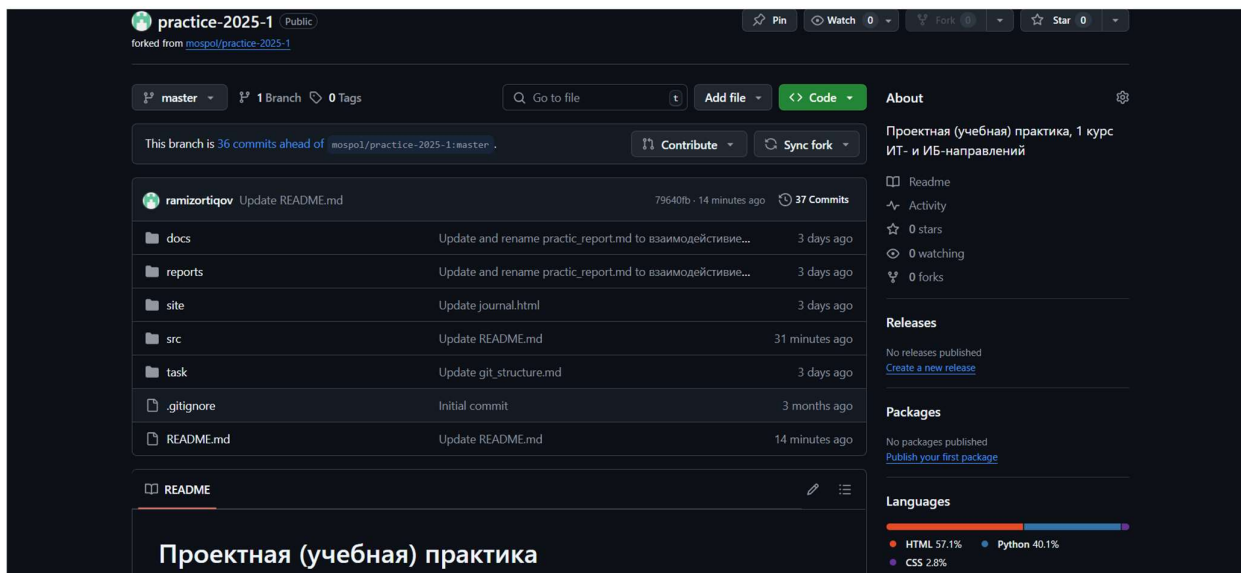 practice-2025-1 Public
Pin Watch 0 Fork 0 Star 0
forked from mospol/practice-2025-1
master 1 Branch 0 Tags
Go to file t Add file Code
This branch is 36 commits ahead of mospol/practice-2025-1:master .
Contribute Sync fork
ramizortiqov Update README.md 79640fb · 14 minutes ago 37 Commits
docs Update and rename practic_report.md to взаимодейстивие... 3 days ago
reports Update and rename practic_report.md to взаимодейстивие... 3 days ago
site Update journal.html 3 days ago
src Update README.md 31 minutes ago
task Update git_structure.md 3 days ago
.gitignore Initial commit 3 months ago
README.md Update README.md 14 minutes ago
README
Проектная (учебная) практика
About
Проектная (учебная) практика, 1 курс
ИТ- и ИБ-направлений
Readme
Activity
0 stars
0 watching
0 forks
Releases
No releases published
Create a new release
Packages
No packages published
Publish your first package
Languages
HTML 57.1% Python 40.1%
CSS 2.8%